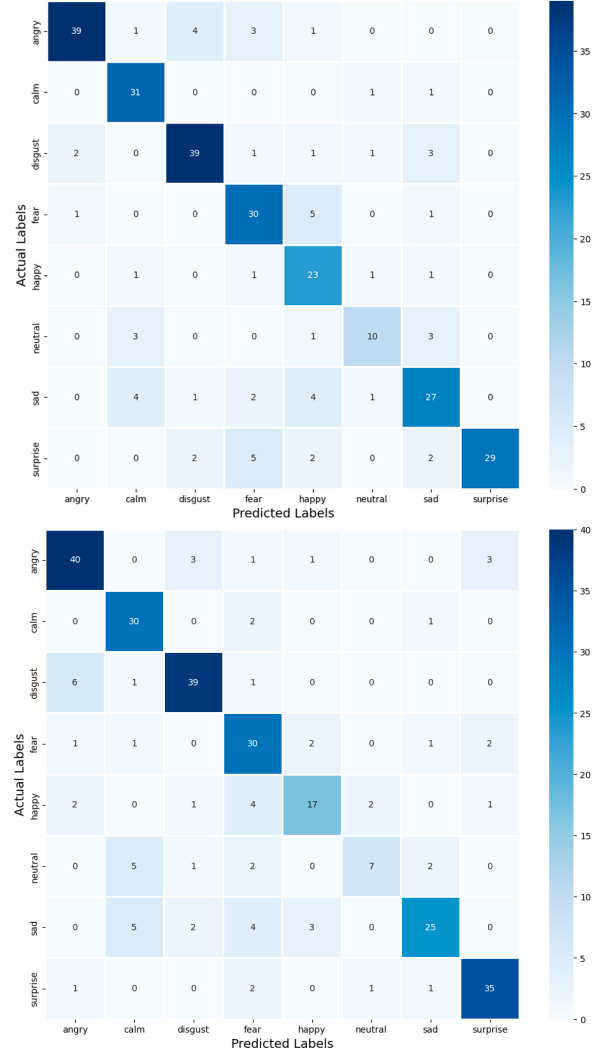 angry 39 1 4 3 1 0 0 0
calm 0 31 0 0 0 1 1 0
disgust 2 0 39 1 1 1 3 0
fear 1 0 0 30 5 0 1 0
happy 0 1 0 1 23 1 1 0
neutral 0 3 0 0 1 10 3 0
sad 0 4 1 2 4 1 27 0
surprise 0 0 2 5 2 0 2 29
Actual Labels
angry calm disgust fear happy neutral sad surprise
Predicted Labels
35
30
25
20
15
10
5
0
angry 40 0 3 1 1 0 0 3
calm 0 30 0 2 0 0 1 0
disgust 6 1 39 1 0 0 0 0
fear 1 1 0 30 2 0 1 2
happy 2 0 1 4 17 2 0 1
neutral 0 5 1 2 0 7 2 0
sad 0 5 2 4 3 0 25 0
surprise 1 0 0 2 0 1 1 35
Actual Labels
angry calm disgust fear happy neutral sad surprise
Predicted Labels
40
35
30
25
20
15
10
5
0